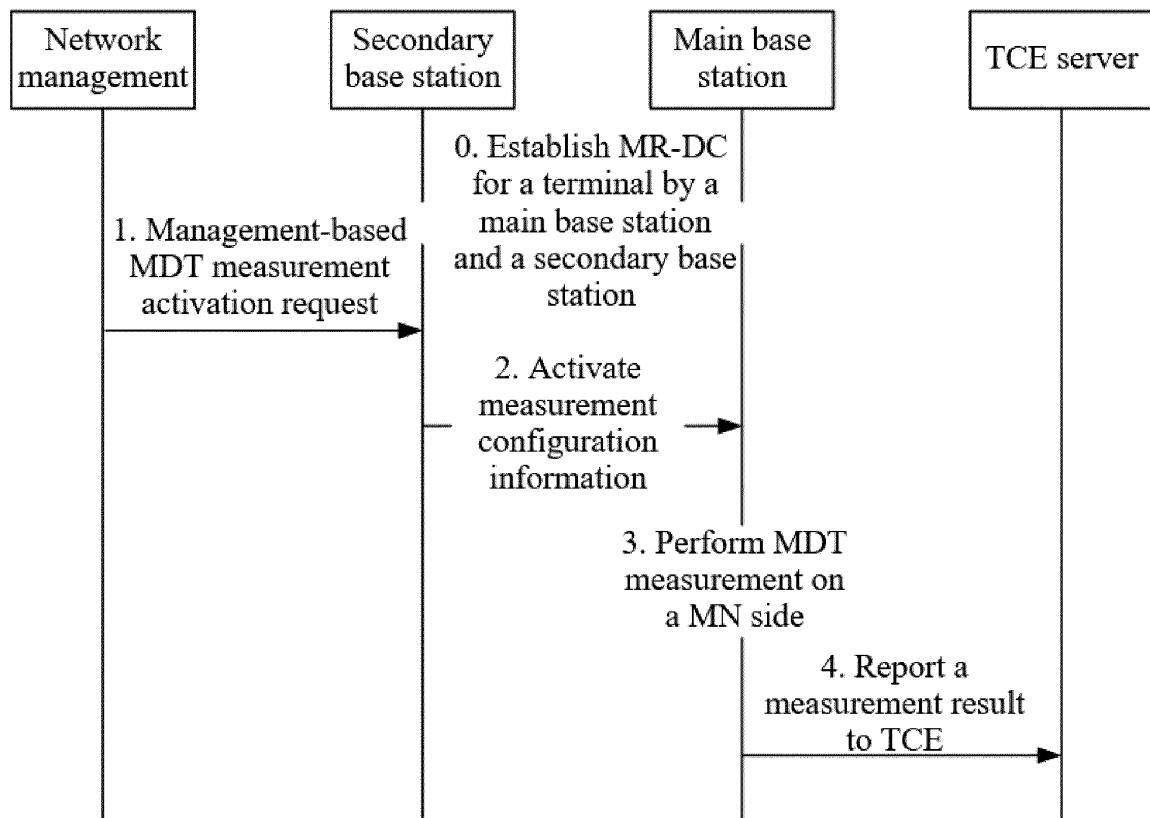 Network
management
Secondary
base station
Main base
station
TCE server
0. Establish MR-DC
for a terminal by a
main base station
and a secondary base
station
1. Management-based
MDT measurement
activation request
2. Activate
measurement
configuration
information
3. Perform MDT
measurement on
a MN side
4. Report a
measurement result
to TCE